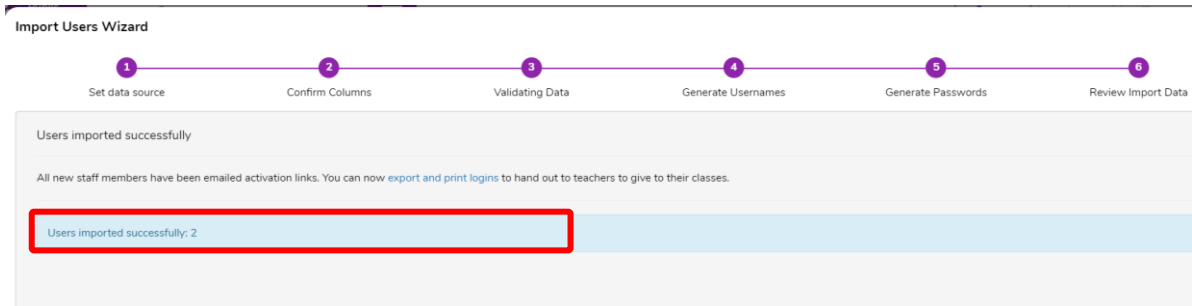 Import Users Wizard
1 2 3 4 5 6
Set data source Confirm Columns Validating Data Generate Usernames Generate Passwords Review Import Data
Users imported successfully
All new staff members have been emailed activation links. You can now export and print logins to hand out to teachers to give to their classes.
Users imported successfully: 2